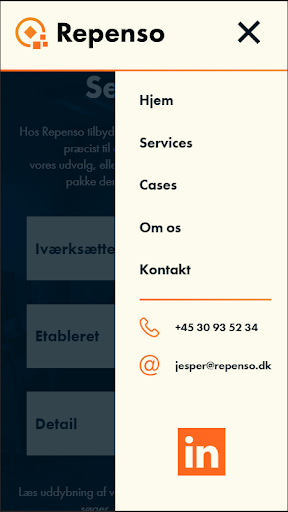 Repenso
Se
Hos Repenso tilbyd
præcist til
vores udvalg, elle
pakke der
Iværksætte
Etableret
Detail
Læs uddybning af v
søger
Hjem
Services
Cases
Om os
Kontakt
+45 30 93 52 34
jesper@repenso.dk
in